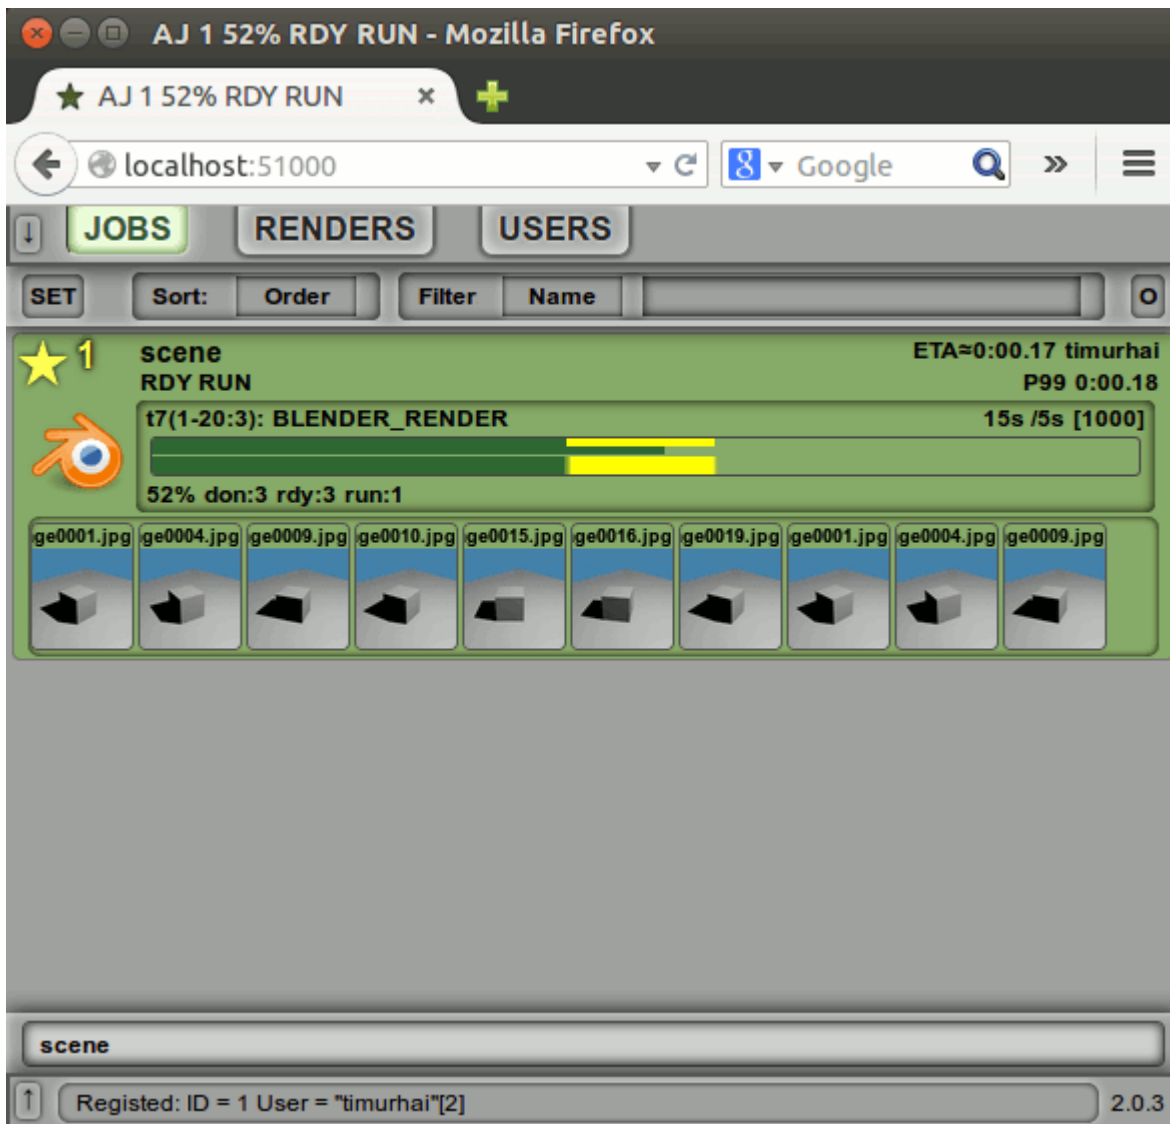 AJ 1 52% RDY RUN - Mozilla Firefox
AJ 1 52% RDY RUN
localhost:51000 8 Google
↓ JOBS RENDERS USERS
SET Sort: Order Filter Name O
1 scene ETA≈0:00.17 timurhai
RDY RUN P99 0:00.18
t7(1-20:3): BLENDER_RENDER 15s /5s [1000]
52% don:3 rdy:3 run:1
ge0001.jpg ge0004.jpg ge0009.jpg ge0010.jpg ge0015.jpg ge0016.jpg ge0019.jpg ge0001.jpg ge0004.jpg ge0009.jpg
scene
↑ Registed: ID = 1 User = "timurhai"[2] 2.0.3